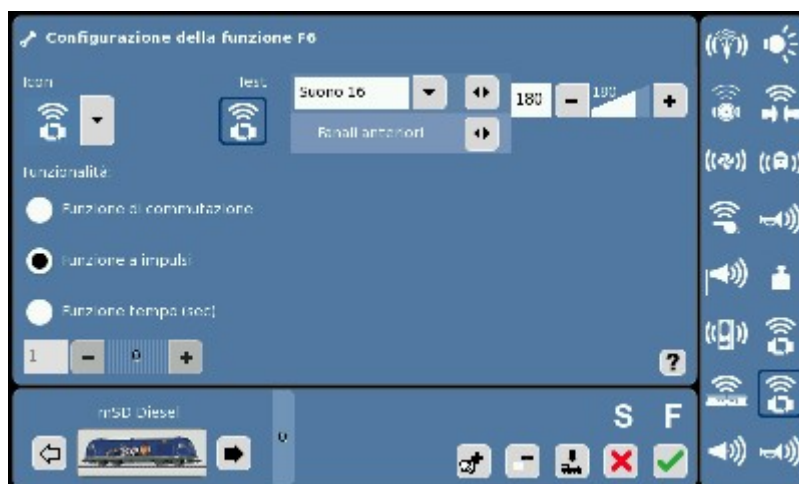 Configurazione della funzione F6
Icon
Test
Suono 16
180
180
Fanali anteriori
Funzionalità:
Funzione di commutazione
Funzione a impulsi
Funzione tempo (sec)
1
0
?
mSD Diesel
0
S F